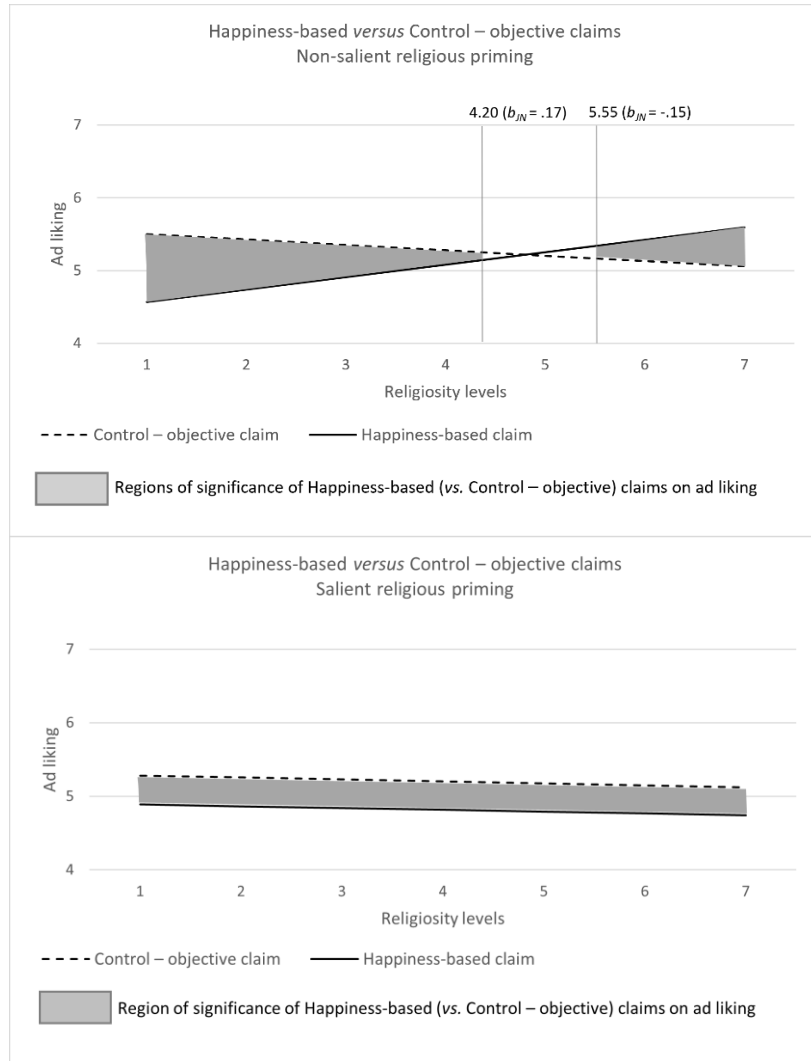 Happiness-based versus Control – objective claims
Non-salient religious priming
4.20 (bJN = .17)
5.55 (bJN = -.15)
7
6
5
4
Ad liking
1 2 3 4 5 6 7
Religiosity levels
Control – objective claim
Happiness-based claim
Regions of significance of Happiness-based (vs. Control – objective) claims on ad liking
Happiness-based versus Control – objective claims
Salient religious priming
7
6
5
4
Ad liking
1 2 3 4 5 6 7
Religiosity levels
Control – objective claim
Happiness-based claim
Region of significance of Happiness-based (vs. Control – objective) claims on ad liking